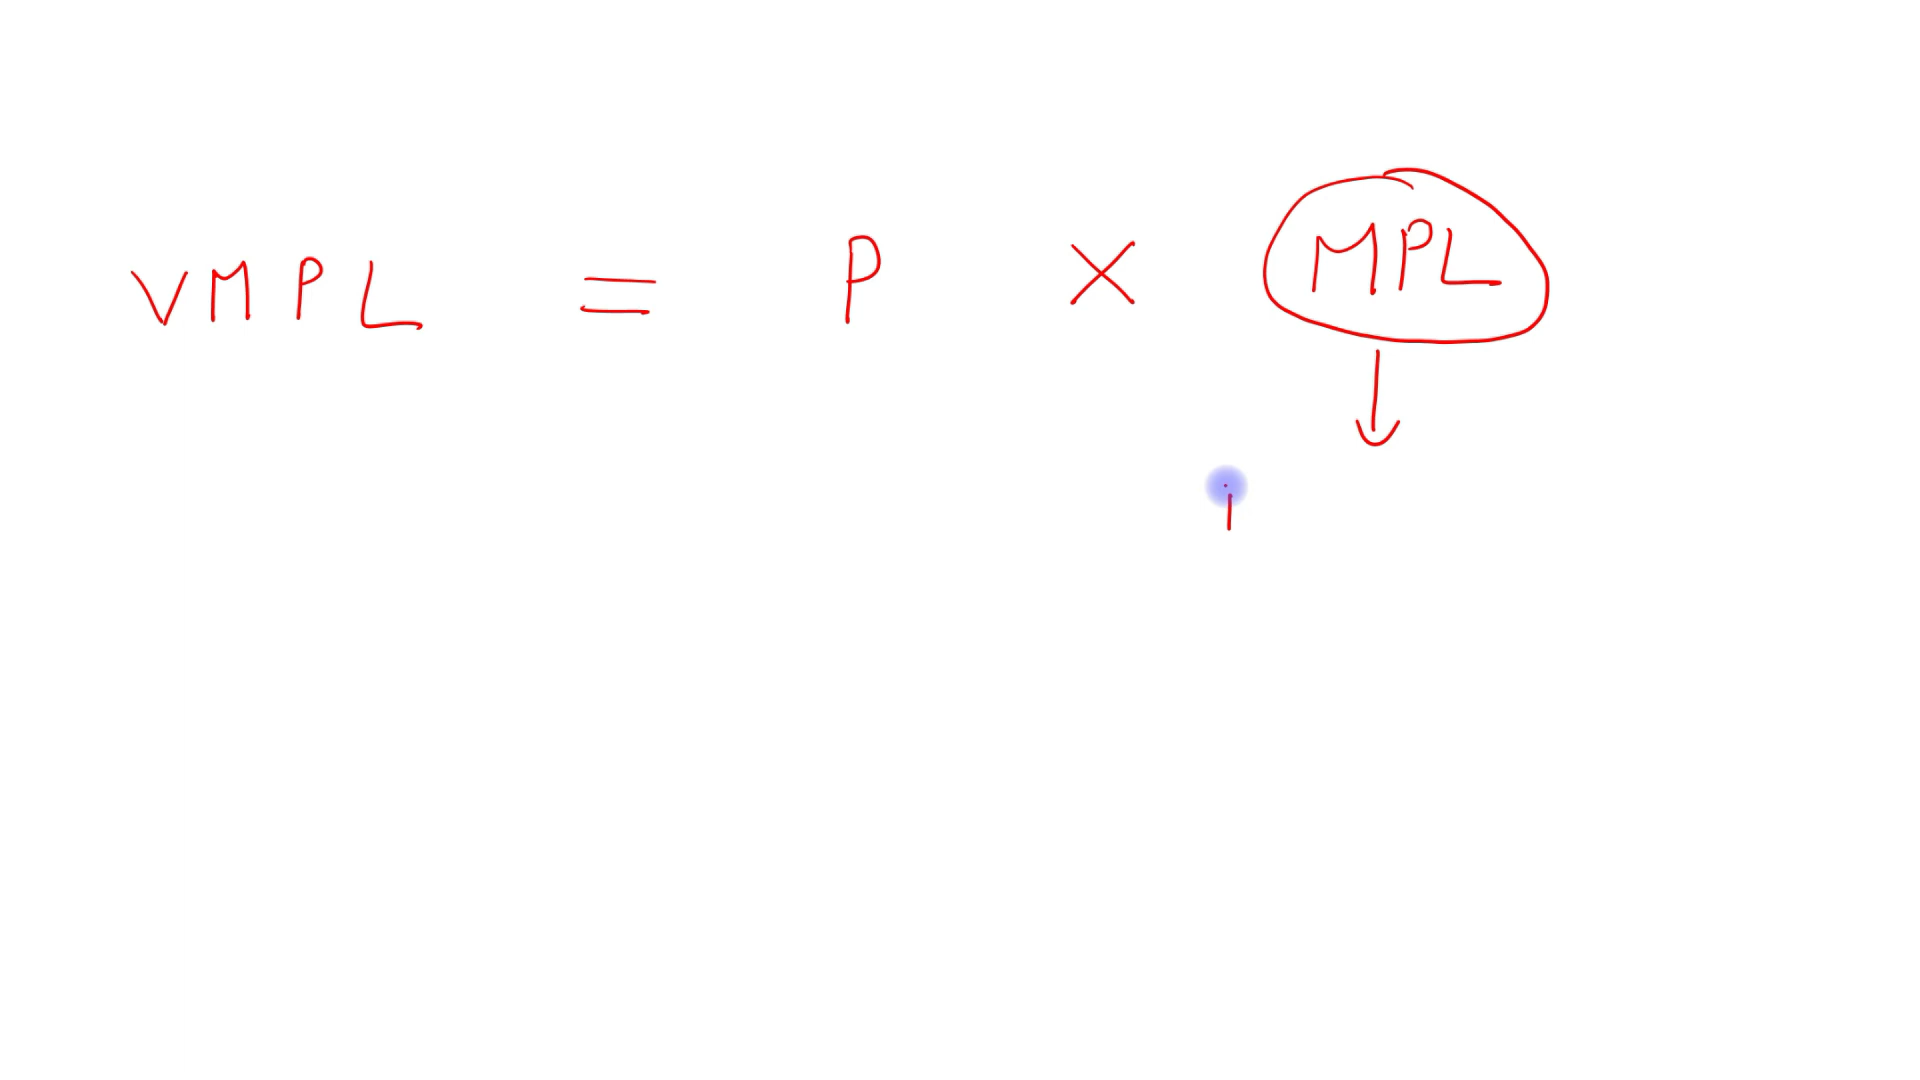 VMPL = P × MPL